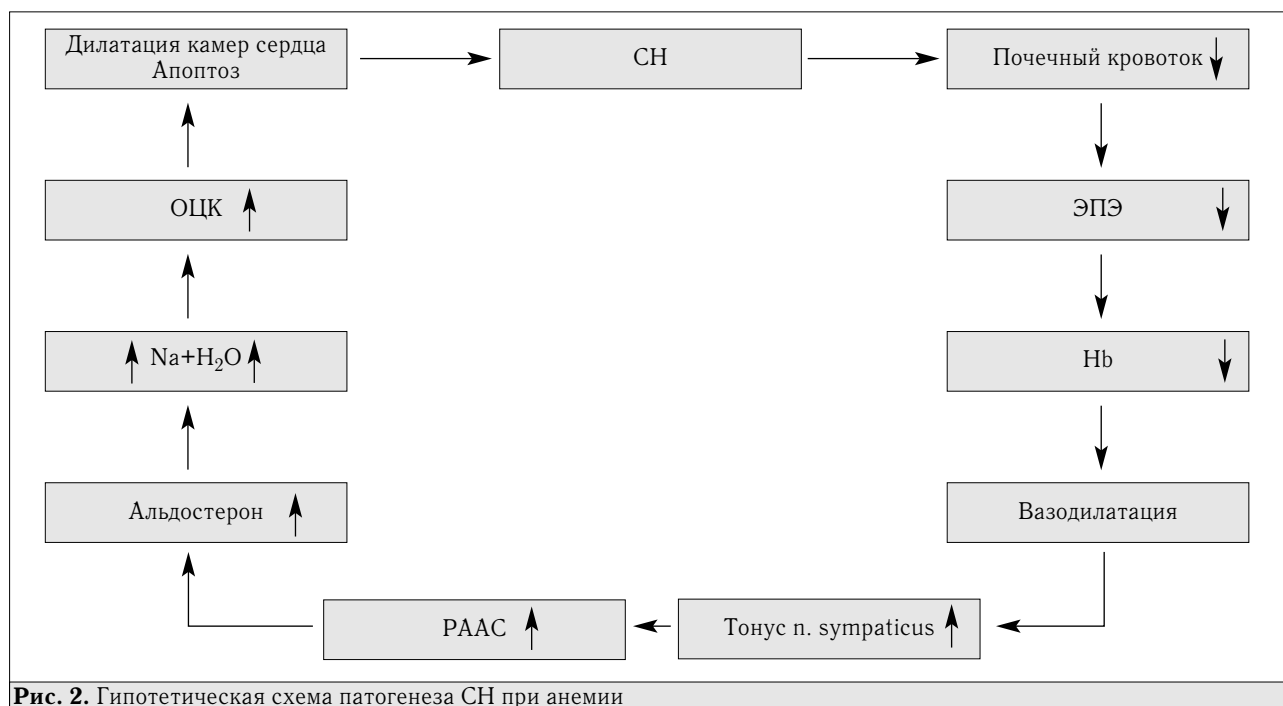 Дилатация камер сердца
Апоптоз
СН
Почечный кровоток ↓
ОЦК ↑
ЭПЭ ↓
↑ Na+H₂O ↑
Hb ↓
Альдостерон ↑
Вазодилатация
РААС ↑
Тонус n. sympaticus ↑
Рис. 2. Гипотетическая схема патогенеза СН при анемии